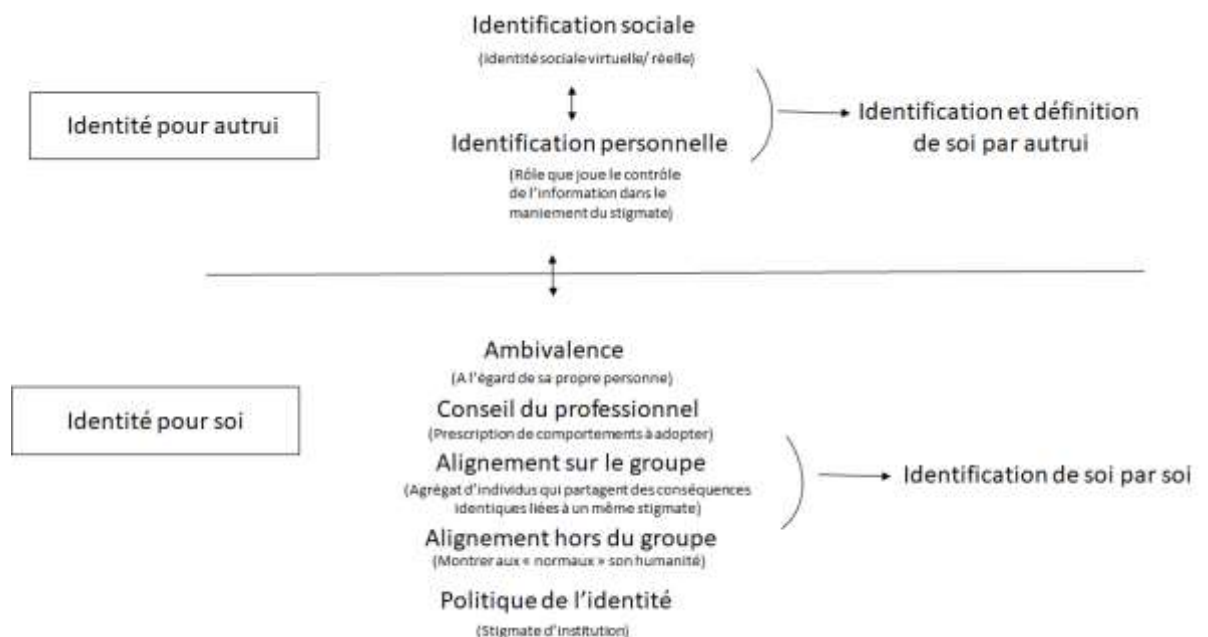 Identification sociale
(Identité sociale virtuelle/ réelle)
Identité pour autrui
Identification personnelle
(Rôle que joue le contrôle
de l'information dans le
maniement du stigmate)
Identification et définition
de soi par autrui
Ambivalence
(A l'égard de sa propre personne)
Identité pour soi
Conseil du professionnel
(Prescription de comportements à adopter)
Alignement sur le groupe
(Agrégat d'individus qui partagent des conséquences
identiques liées à un même stigmate)
Alignement hors du groupe
(Montrer aux « normaux » son humanité)
Politique de l'identité
(Stigmate d'institution)
Identification de soi par soi